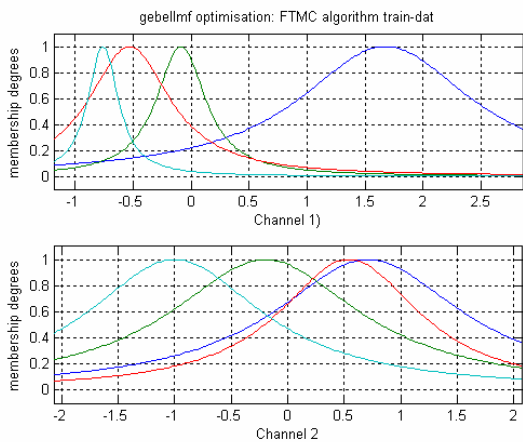 gebellmf optimisation: FTMC algorithm train-dat
membership degrees
1
0.8
0.6
0.4
0.2
0
-1 -0.5 0 0.5 1 1.5 2 2.5
Channel 1)
membership degrees
1
0.8
0.6
0.4
0.2
0
-2 -1.5 -1 -0.5 0 0.5 1 1.5 2
Channel 2